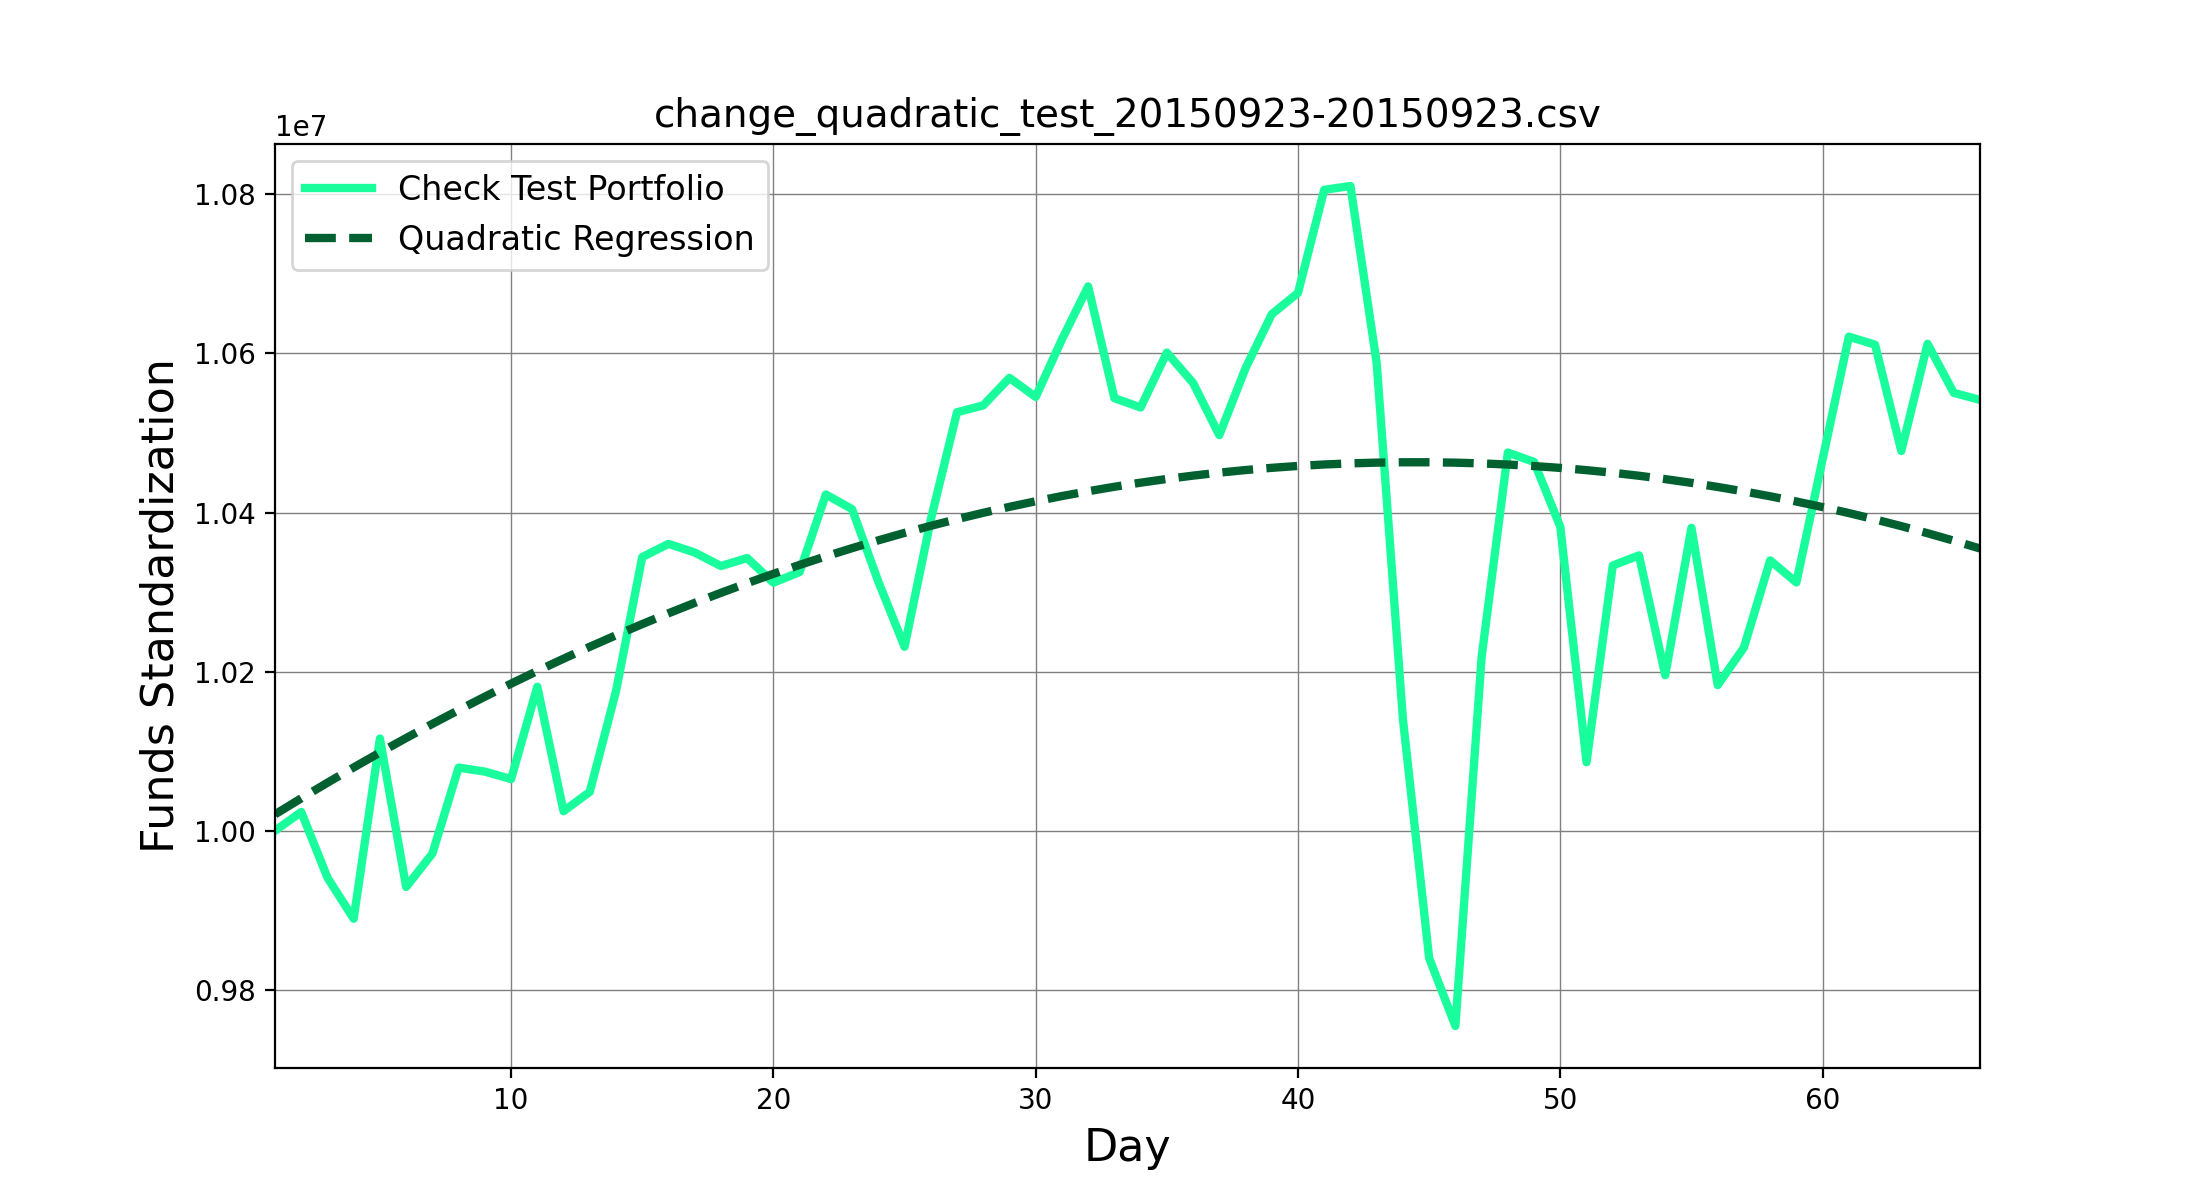 change_quadratic_test_20150923-20150923.csv
1e7
Check Test Portfolio
Quadratic Regression
1.08
1.06
1.04
1.02
1.00
0.98
Funds Standardization
10 20 30 40 50 60
Day